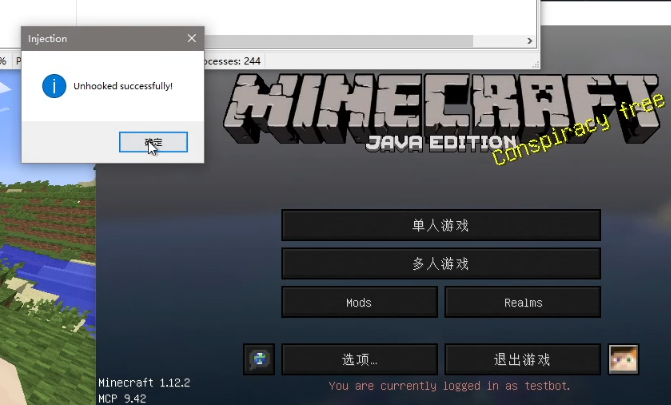 Injection
Unhooked successfully!
确定
%
ocesses: 244
MINECRAFT
JAVA EDITION
Conspiracy free
单人游戏
多人游戏
Mods
Realms
选项...
退出游戏
You are currently logged in as testbot.
Minecraft 1.12.2
MCP 9.42